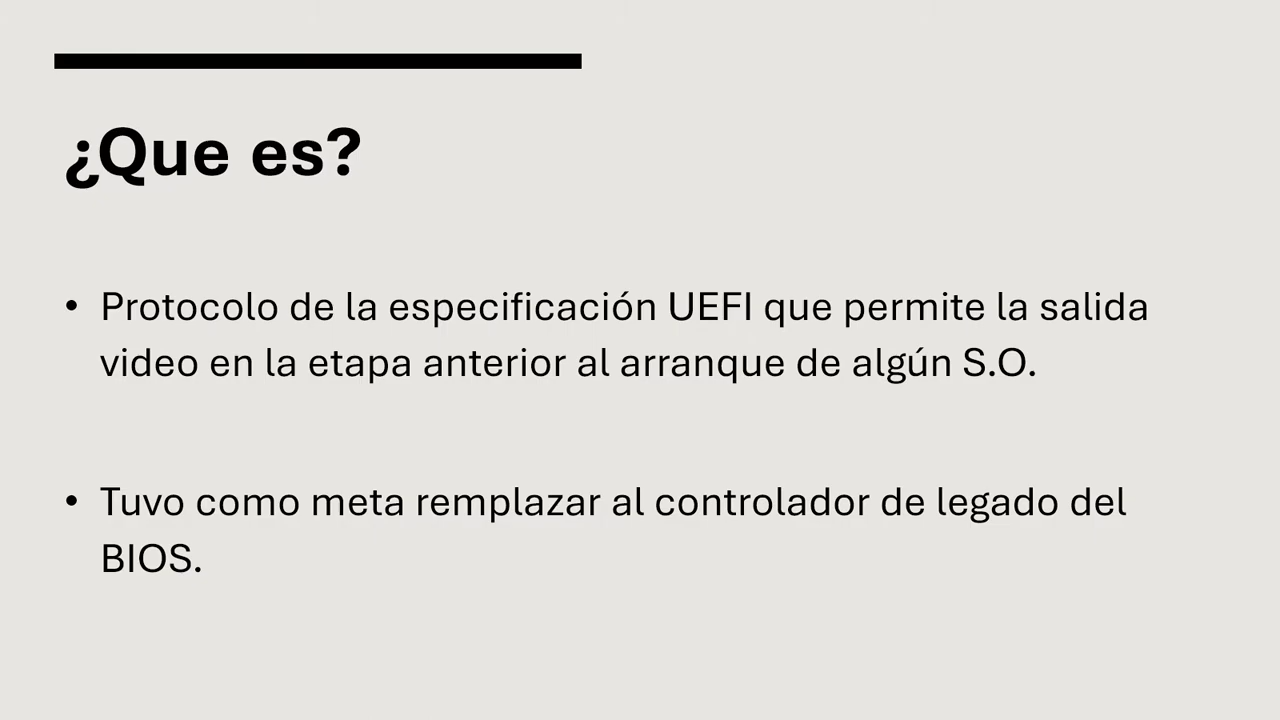 ¿Que es?
• Protocolo de la especificación UEFI que permite la salida
video en la etapa anterior al arranque de algún S.O.
• Tuvo como meta remplazar al controlador de legado del
BIOS.